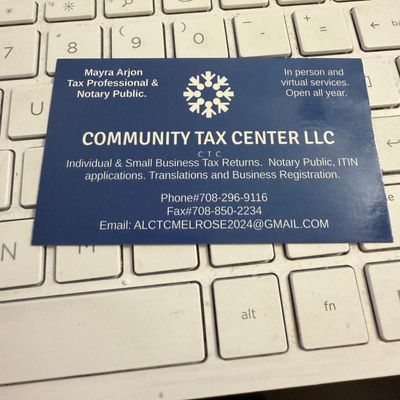 Mayra Arjon
Tax Professional &
Notary Public.
In person and
virtual services.
Open all year.
COMMUNITY TAX CENTER LLC
CTC
Individual & Small Business Tax Returns. Notary Public, ITIN
applications. Translations and Business Registration.
Phone#708-296-9116
Fax#708-850-2234
Email: ALCTCMELROSE2024@GMAIL.COM
7
8
9
0
U
N
M
alt
fn